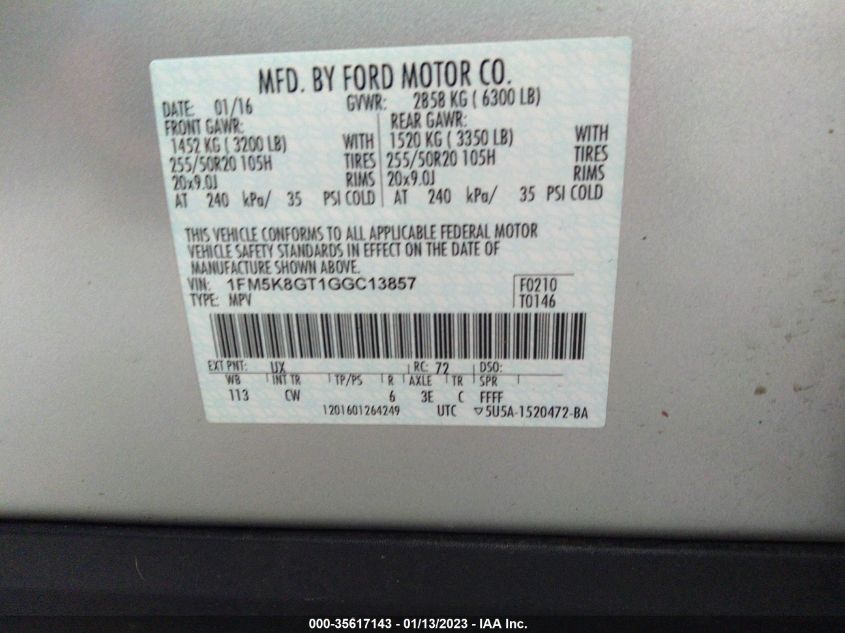 MFD. BY FORD MOTOR CO.
DATE: 01/16 GVWR: 2858 KG ( 6300 LB)
FRONT GAWR: REAR GAWR:
1452 KG ( 3200 LB) WITH 1520 KG ( 3350 LB) WITH
255/50R20 105H TIRES 255/50R20 105H TIRES
20x9.0J RIMS 20x9.0J RIMS
AT 240 kPa/ 35 PSI COLD AT 240 kPa/ 35 PSI COLD
THIS VEHICLE CONFORMS TO ALL APPLICABLE FEDERAL MOTOR
VEHICLE SAFETY STANDARDS IN EFFECT ON THE DATE OF
MANUFACTURE SHOWN ABOVE.
VIN: 1FM5K8GT1GGC13857 F0210
TYPE: MPV T0146
EXT PNT: UX RC: 72 DSO:
WB INT TR TP/PS R AXLE TR SPR
113 CW 6 3E C FFFF
1201601264249 UTC ▽5U5A-1520472-BA
000-35617143 - 01/13/2023 - IAA Inc.